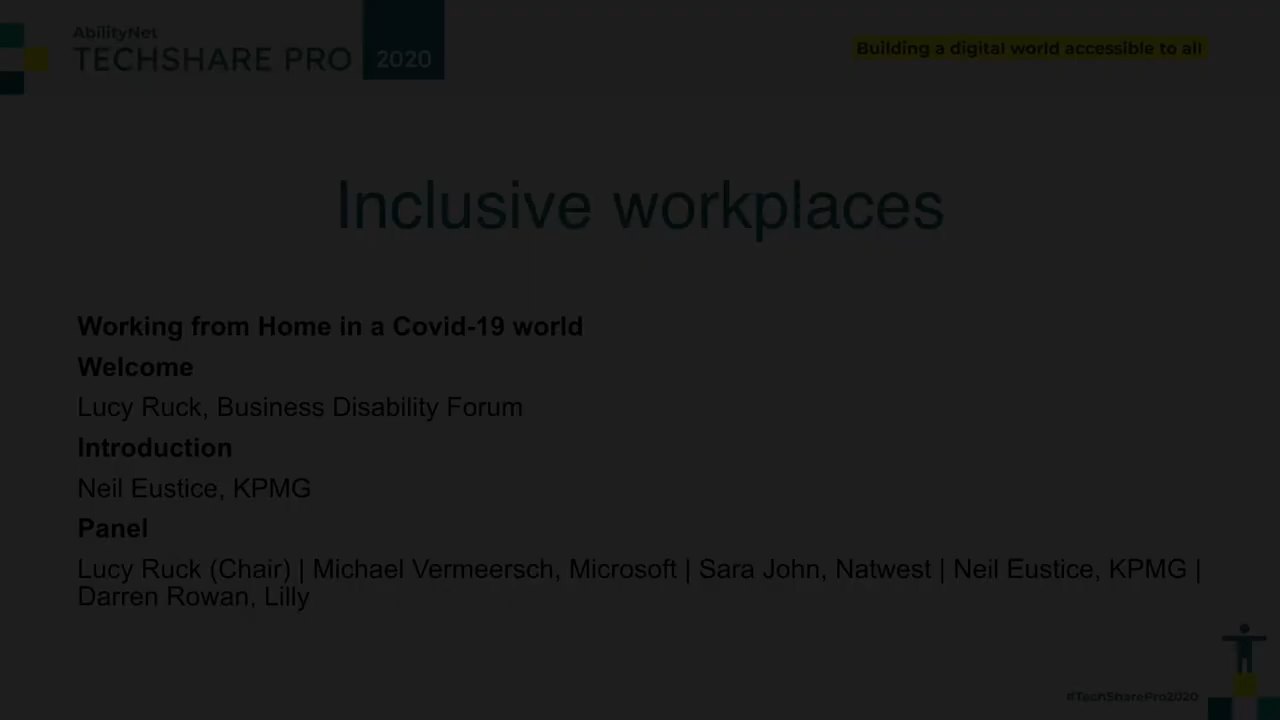 AbilityNet
TECHSHARE PRO 2020
Building a digital world accessible to all
Inclusive workplaces
Working from Home in a Covid-19 world
Welcome
Lucy Ruck, Business Disability Forum
Introduction
Neil Eustice, KPMG
Panel
Lucy Ruck (Chair) | Michael Vermeersch, Microsoft | Sara John, Natwest | Neil Eustice, KPMG |
Darren Rowan, Lilly
#TechSharePro2020